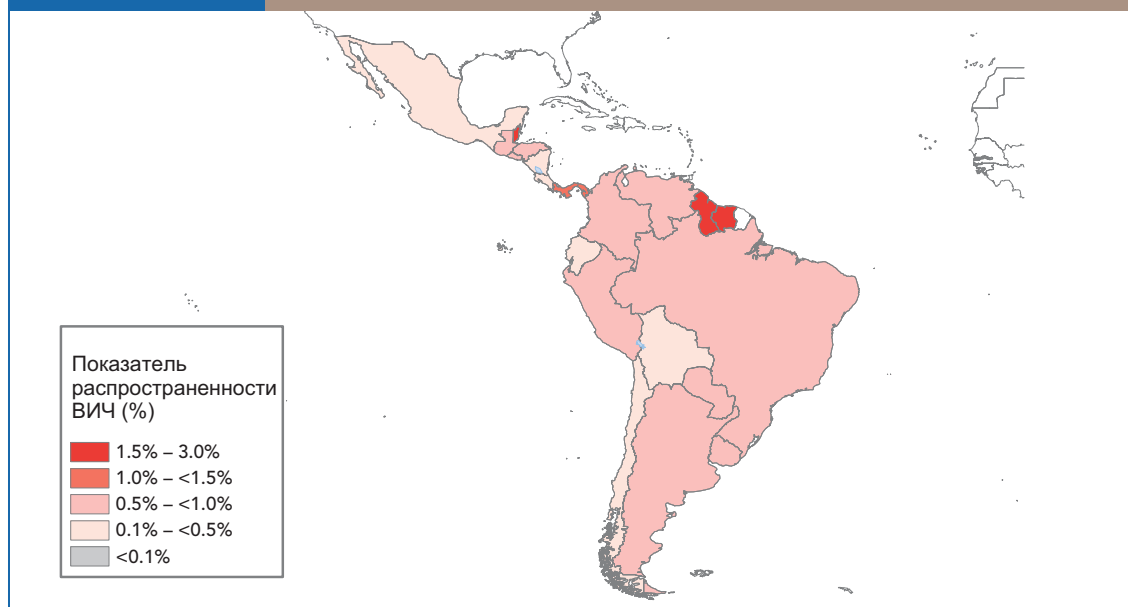 Показатель
распространенности
ВИЧ (%)
1.5% – 3.0%
1.0% – <1.5%
0.5% – <1.0%
0.1% – <0.5%
<0.1%